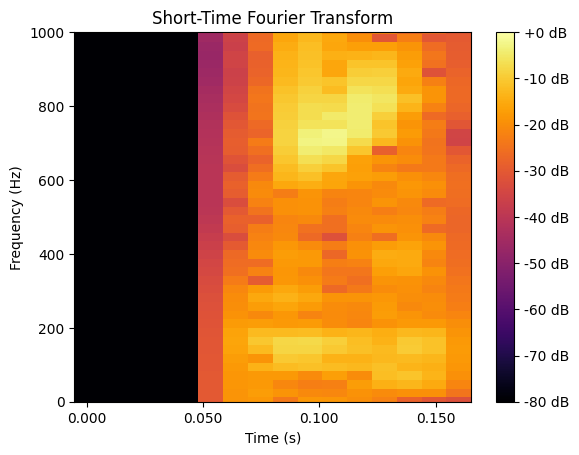 Short-Time Fourier Transform
1000
800
600
400
200
0
Frequency (Hz)
0.000
0.050
0.100
0.150
Time (s)
+0 dB
-10 dB
-20 dB
-30 dB
-40 dB
-50 dB
-60 dB
-70 dB
-80 dB